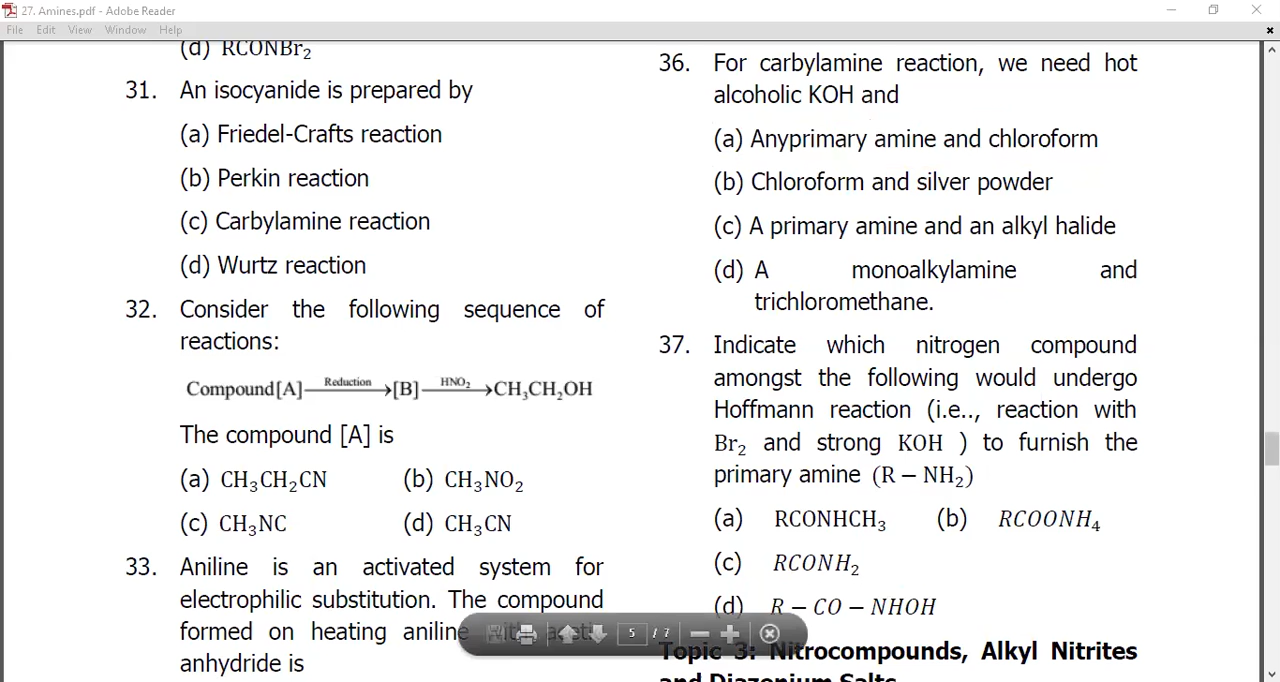 27. Amines.pdf - Adobe Reader
File Edit View Window Help
(d) RCONBr₂
31. An isocyanide is prepared by
(a) Friedel-Crafts reaction
(b) Perkin reaction
(c) Carbylamine reaction
(d) Wurtz reaction
32. Consider the following sequence of
reactions:
Compound[A] —Reduction→ [B] —HNO₂→ CH₃CH₂OH
The compound [A] is
(a) CH₃CH₂CN (b) CH₃NO₂
(c) CH₃NC (d) CH₃CN
33. Aniline is an activated system for
electrophilic substitution. The compound
formed on heating aniline
anhydride is
36. For carbylamine reaction, we need hot
alcoholic KOH and
(a) Anyprimary amine and chloroform
(b) Chloroform and silver powder
(c) A primary amine and an alkyl halide
(d) A monoalkylamine and
trichloromethane.
37. Indicate which nitrogen compound
amongst the following would undergo
Hoffmann reaction (i.e.., reaction with
Br₂ and strong KOH ) to furnish the
primary amine (R – NH₂)
(a) RCONHCH₃ (b) RCOONH₄
(c) RCONH₂
(d) R – CO – NHOH
Topic 3: Nitrocompounds, Alkyl Nitrites
and Diazonium Salts
5 / 7